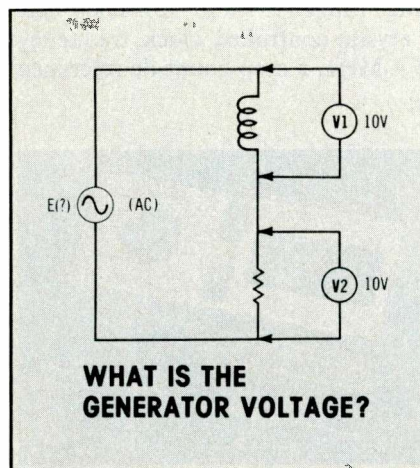 V1 10V
E(?) (AC)
V2 10V
WHAT IS THE
GENERATOR VOLTAGE?